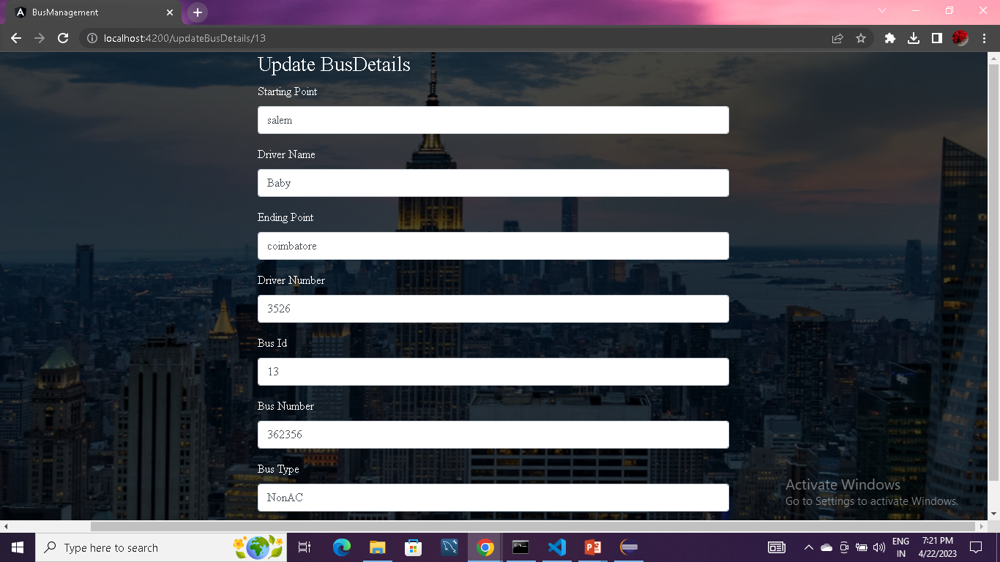 BusManagement
localhost:4200/updateBusDetails/13
Update BusDetails
Starting Point
salem
Driver Name
Baby
Ending Point
coimbatore
Driver Number
3526
Bus Id
13
Bus Number
362356
Bus Type
NonAC
Activate Windows
Go to Settings to activate Windows.
Type here to search
ENG
IN
7:21 PM
4/22/2023